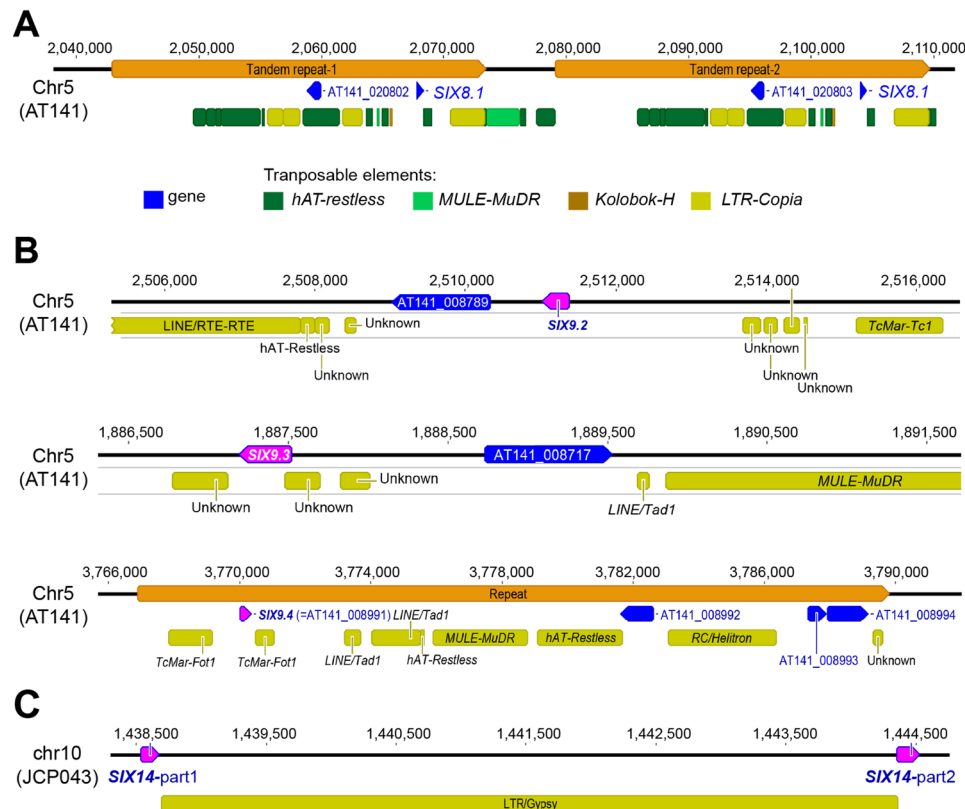 A
2,040,000 2,050,000 2,060,000 2,070,000 2,080,000 2,090,000 2,100,000 2,110,000
Tandem repeat-1 Tandem repeat-2
Chr5
(AT141)
AT141_020802 SIX8.1 AT141_020803 SIX8.1
Tranposable elements:
gene hAT-restless MULE-MuDR Kolobok-H LTR-Copia
B
2,506,000 2,508,000 2,510,000 2,512,000 2,514,000 2,516,000
Chr5
(AT141)
AT141_008789
LINE/RTE-RTE Unknown SIX9.2 TcMar-Tc1
hAT-Restless Unknown
Unknown Unknown
Unknown
1,886,500 1,887,500 1,888,500 1,889,500 1,890,500 1,891,500
Chr5
(AT141)
SIX9.3 AT141_008717
Unknown MULE-MuDR
Unknown Unknown LINE/Tad1
3,766,000 3,770,000 3,774,000 3,778,000 3,782,000 3,786,000 3,790,000
Chr5
(AT141)
Repeat
SIX9.4 (=AT141_008991) LINE/Tad1 AT141_008992 AT141_008994
MULE-MuDR hAT-Restless RC/Helitron
TcMar-Fot1 TcMar-Fot1 LINE/Tad1 hAT-Restless AT141_008993 Unknown
C
1,438,500 1,439,500 1,440,500 1,441,500 1,442,500 1,443,500 1,444,500
chr10
(JCP043)
SIX14-part1 SIX14-part2
LTR/Gypsy